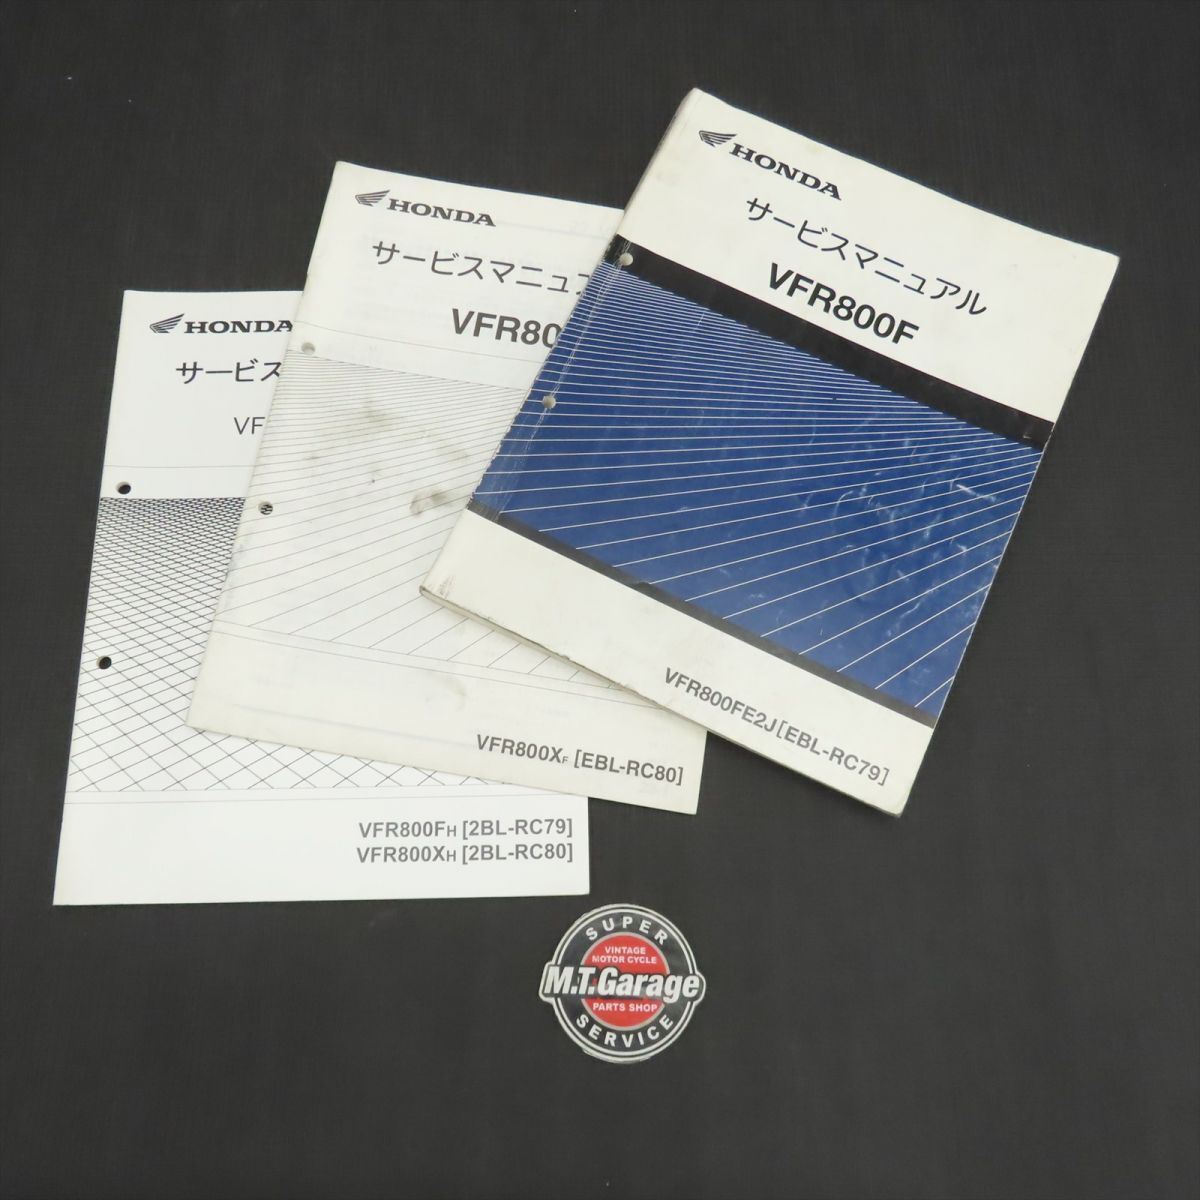 HONDA
サービス
VF
VFR800FH [2BL-RC79]
VFR800XH [2BL-RC80]
HONDA
サービスマニュア
VFR80
VFR800XF [EBL-RC80]
HONDA
サービスマニュアル
VFR800F
VFR800FE2J[EBL-RC79]
SUPER
VINTAGE
MOTOR CYCLE
M.T.Garage
PARTS SHOP
SERVICE